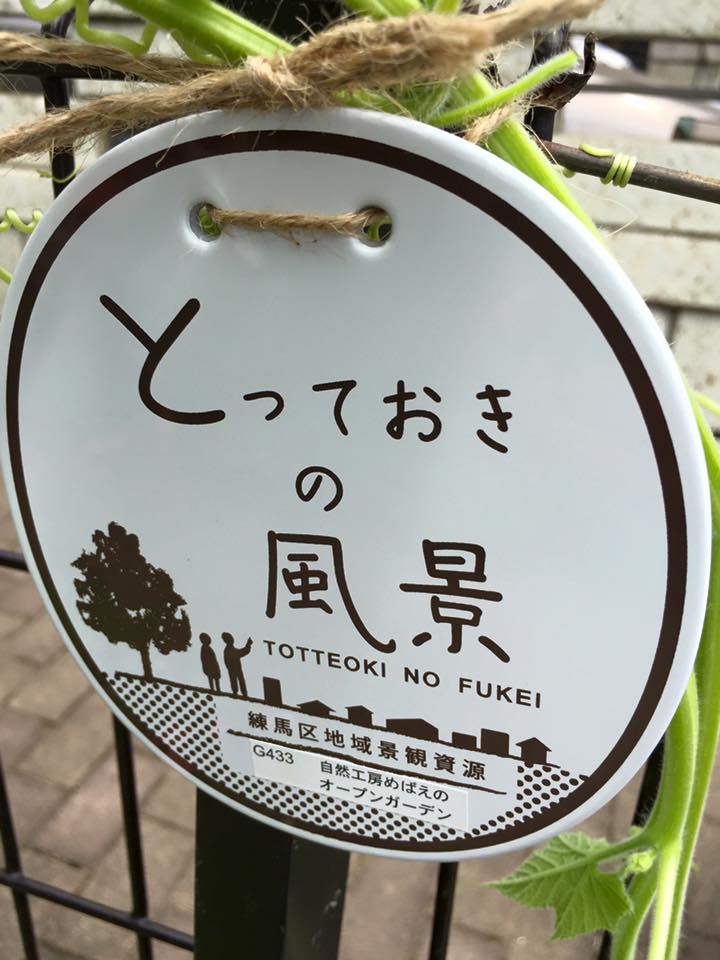 とっておき
の
風景
TOTTEOKI NO FUKEI
練馬区地域景観資源
G433 自然工房めばえの
オープンガーデン